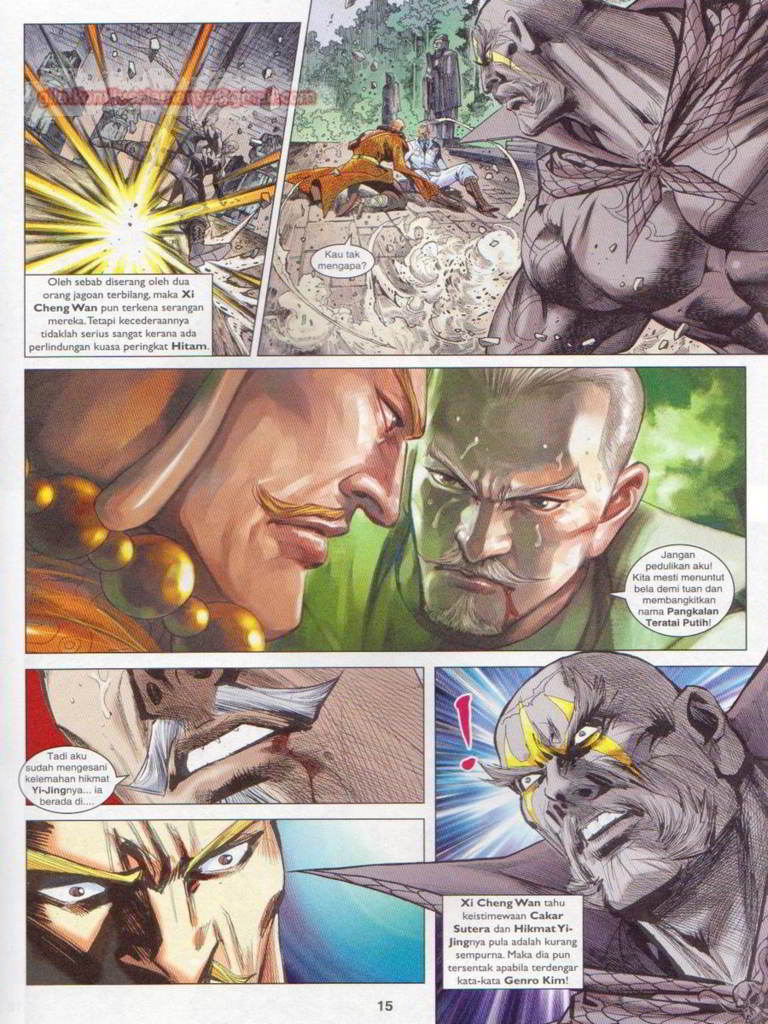 Oleh sebab diserang oleh dua
orang jagoan terbilang, maka Xi
Cheng Wan pun terkena serangan
mereka. Tetapi kecederaannya
tidaklah serius sangat kerana ada
perlindungan kuasa peringkat Hitam.
Kau tak
mengapa?
Jangan
pedulikan aku!
Kita mesti menuntut
bela demi tuan dan
membangkitkan
nama Pangkalan
Teratai Putih!
Tadi aku
sudah mengesani
kelemahan hikmat
Yi-Jingnya... ia
berada di....
!
Xi Cheng Wan tahu
keistimewaan Cakar
Sutera dan Hikmat Yi-
Jingnya pula adalah kurang
sempurna. Maka dia pun
tersentak apabila terdengar
kata-kata Genro Kim!
15